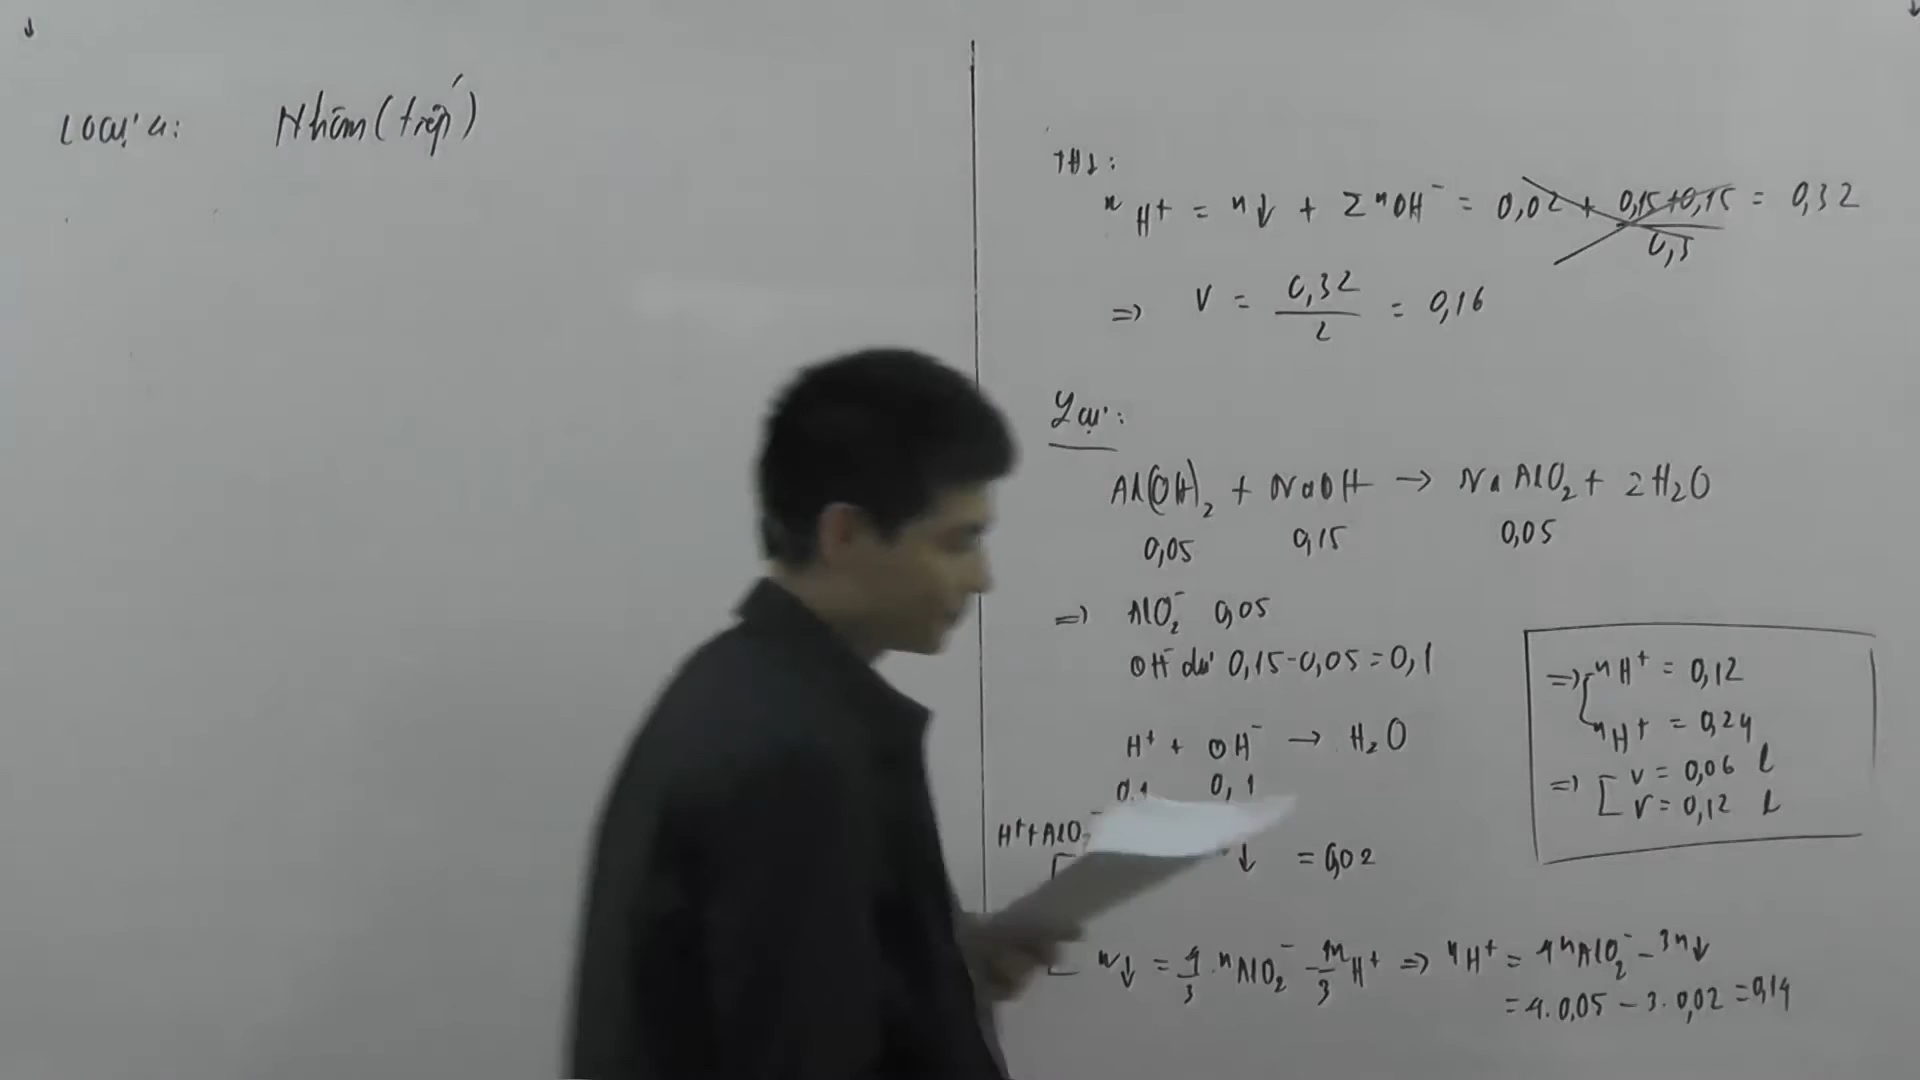 Loại 4: Nhôm (tiếp)
TH1:
nH⁺ = n↓ + ΣnOH⁻ = 0,02 + (0,15+0,15)/0,3 = 0,32
=> V = 0,32/2 = 0,16
Lại:
Al(OH)₂ + NaOH → NaAlO₂ + 2H₂O
0,05 0,15 0,05
=> AlO₂⁻ 0,05
OH⁻ dư 0,15-0,05=0,1
H⁺ + OH⁻ → H₂O
0,1 0,1
H⁺+AlO₂⁻
↓ = 0,02
n↓ = 4/3 . nAlO₂⁻ - 1/3 nH⁺ => nH⁺ = 4nAlO₂⁻ - 3n↓
= 4. 0,05 - 3. 0,02 = 0,14
=> nH⁺ = 0,12
nH⁺ = 0,24
=> V = 0,06 l
V = 0,12 l